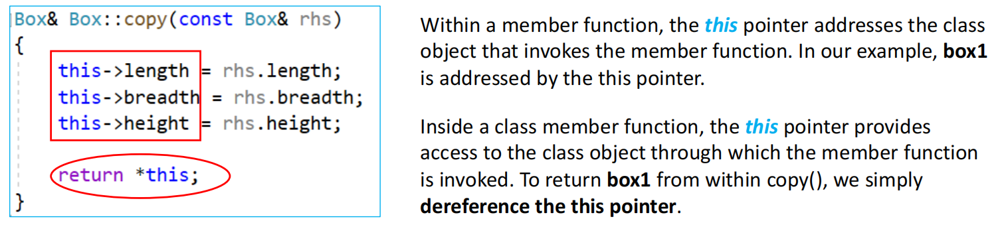 Box& Box::copy(const Box& rhs)
{
this->length = rhs.length;
this->breadth = rhs.breadth;
this->height = rhs.height;
return *this;
}
Within a member function, the this pointer addresses the class
object that invokes the member function. In our example, box1
is addressed by the this pointer.
Inside a class member function, the this pointer provides
access to the class object through which the member function
is invoked. To return box1 from within copy(), we simply
dereference the this pointer.